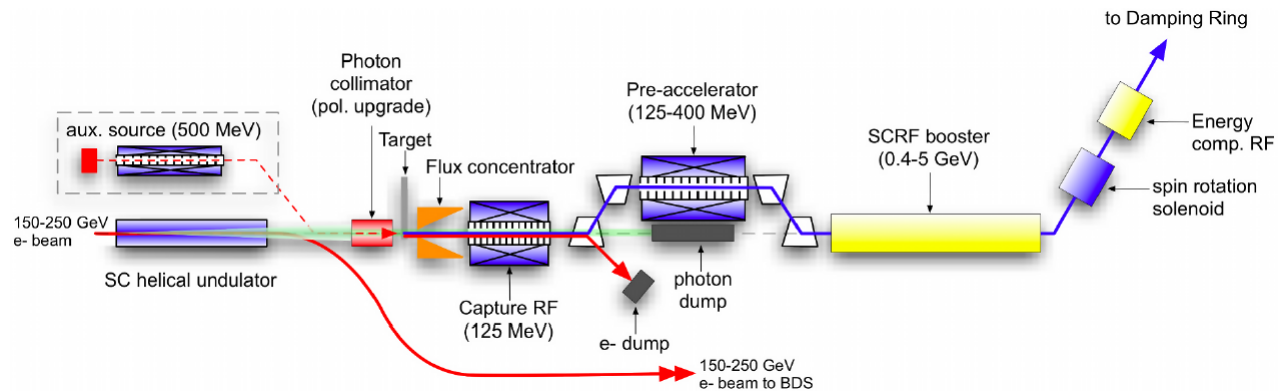 to Damping Ring
Photon
collimator
(pol. upgrade)
Pre-accelerator
(125-400 MeV)
aux. source (500 MeV)
Target
SCRF booster
(0.4-5 GeV)
Energy
comp. RF
Flux concentrator
spin rotation
solenoid
150-250 GeV
e- beam
SC helical undulator
photon
dump
Capture RF
(125 MeV)
e- dump
150-250 GeV
e- beam to BDS